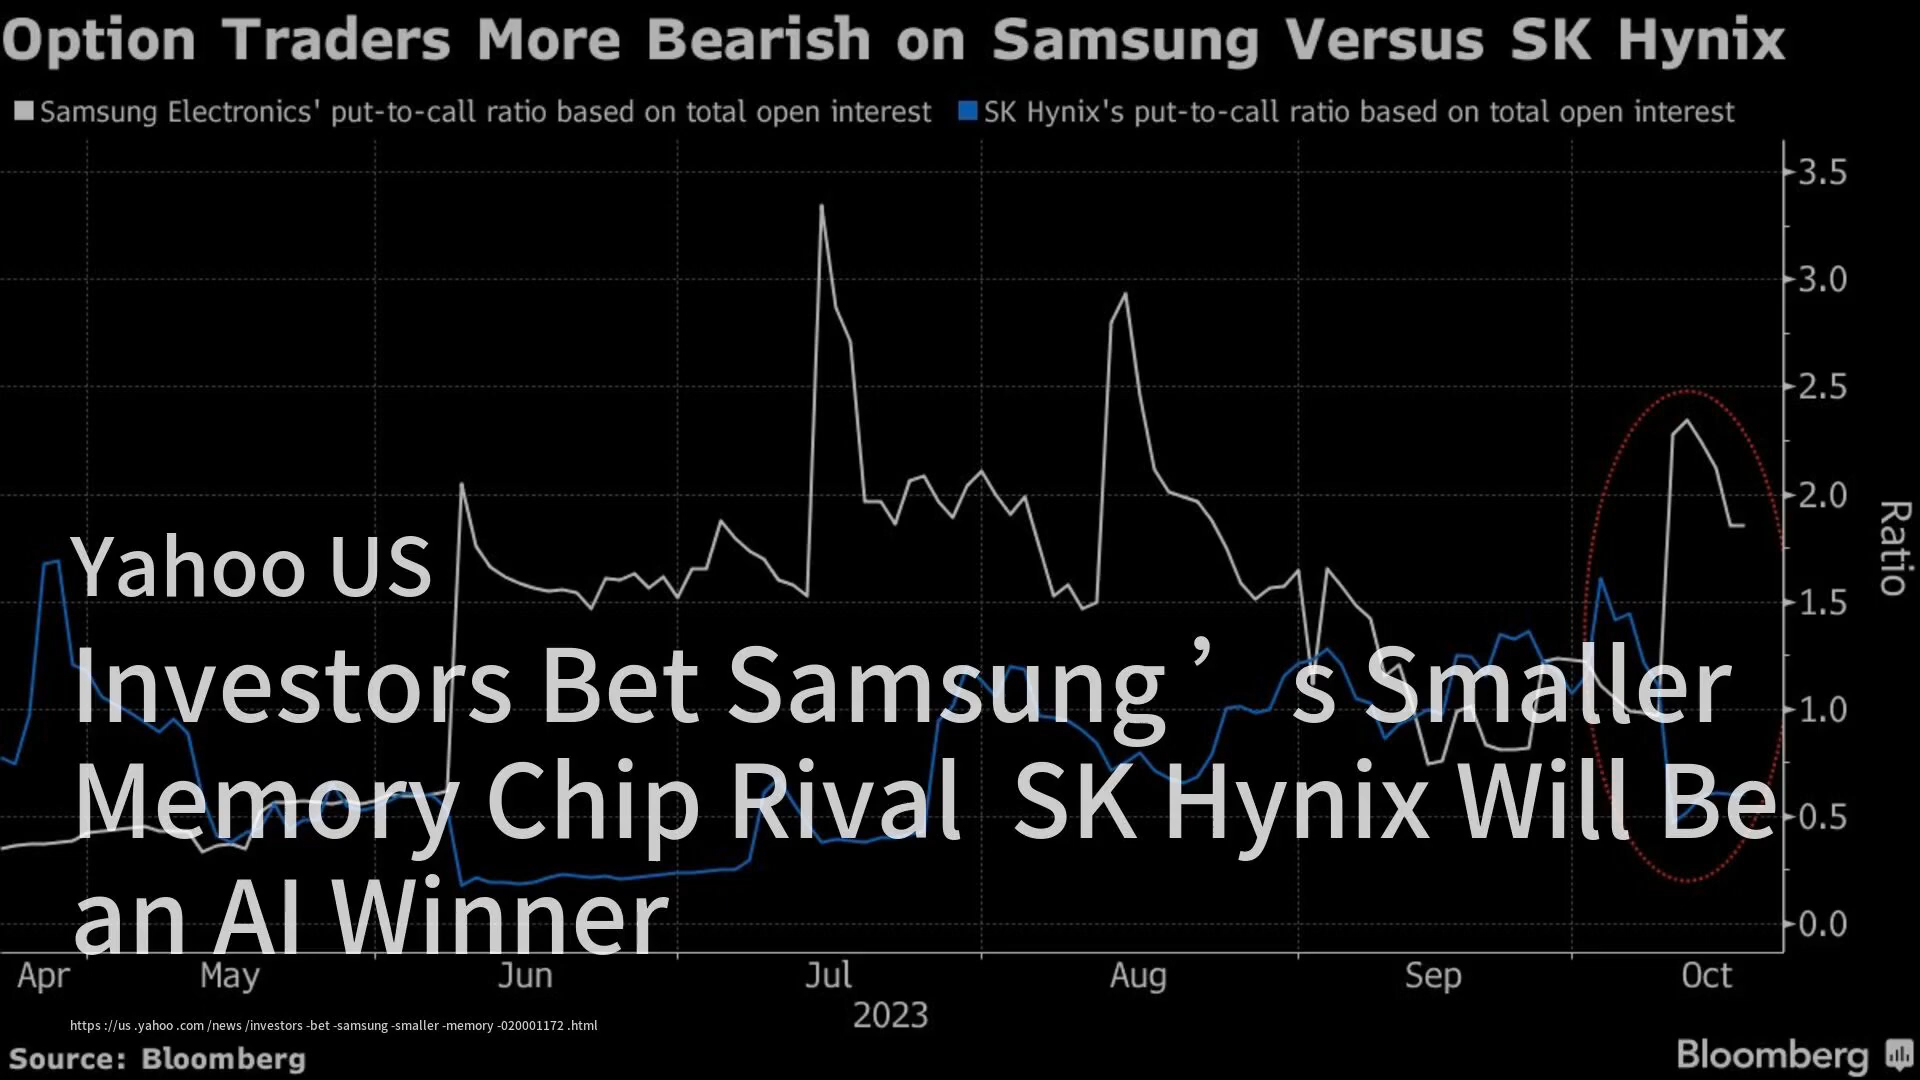 Option Traders More Bearish on Samsung Versus SK Hynix
Samsung Electronics' put-to-call ratio based on total open interest SK Hynix's put-to-call ratio based on total open interest
3.5
3.0
2.5
2.0
1.5
1.0
0.5
0.0
Ratio
Yahoo US
Investors Bet Samsung’s Smaller
Memory Chip Rival SK Hynix Will Be
an AI Winner
Apr May Jun Jul Aug Sep Oct
2023
https ://us .yahoo .com /news /investors -bet -samsung -smaller -memory -020001172 .html
Source: Bloomberg
Bloomberg